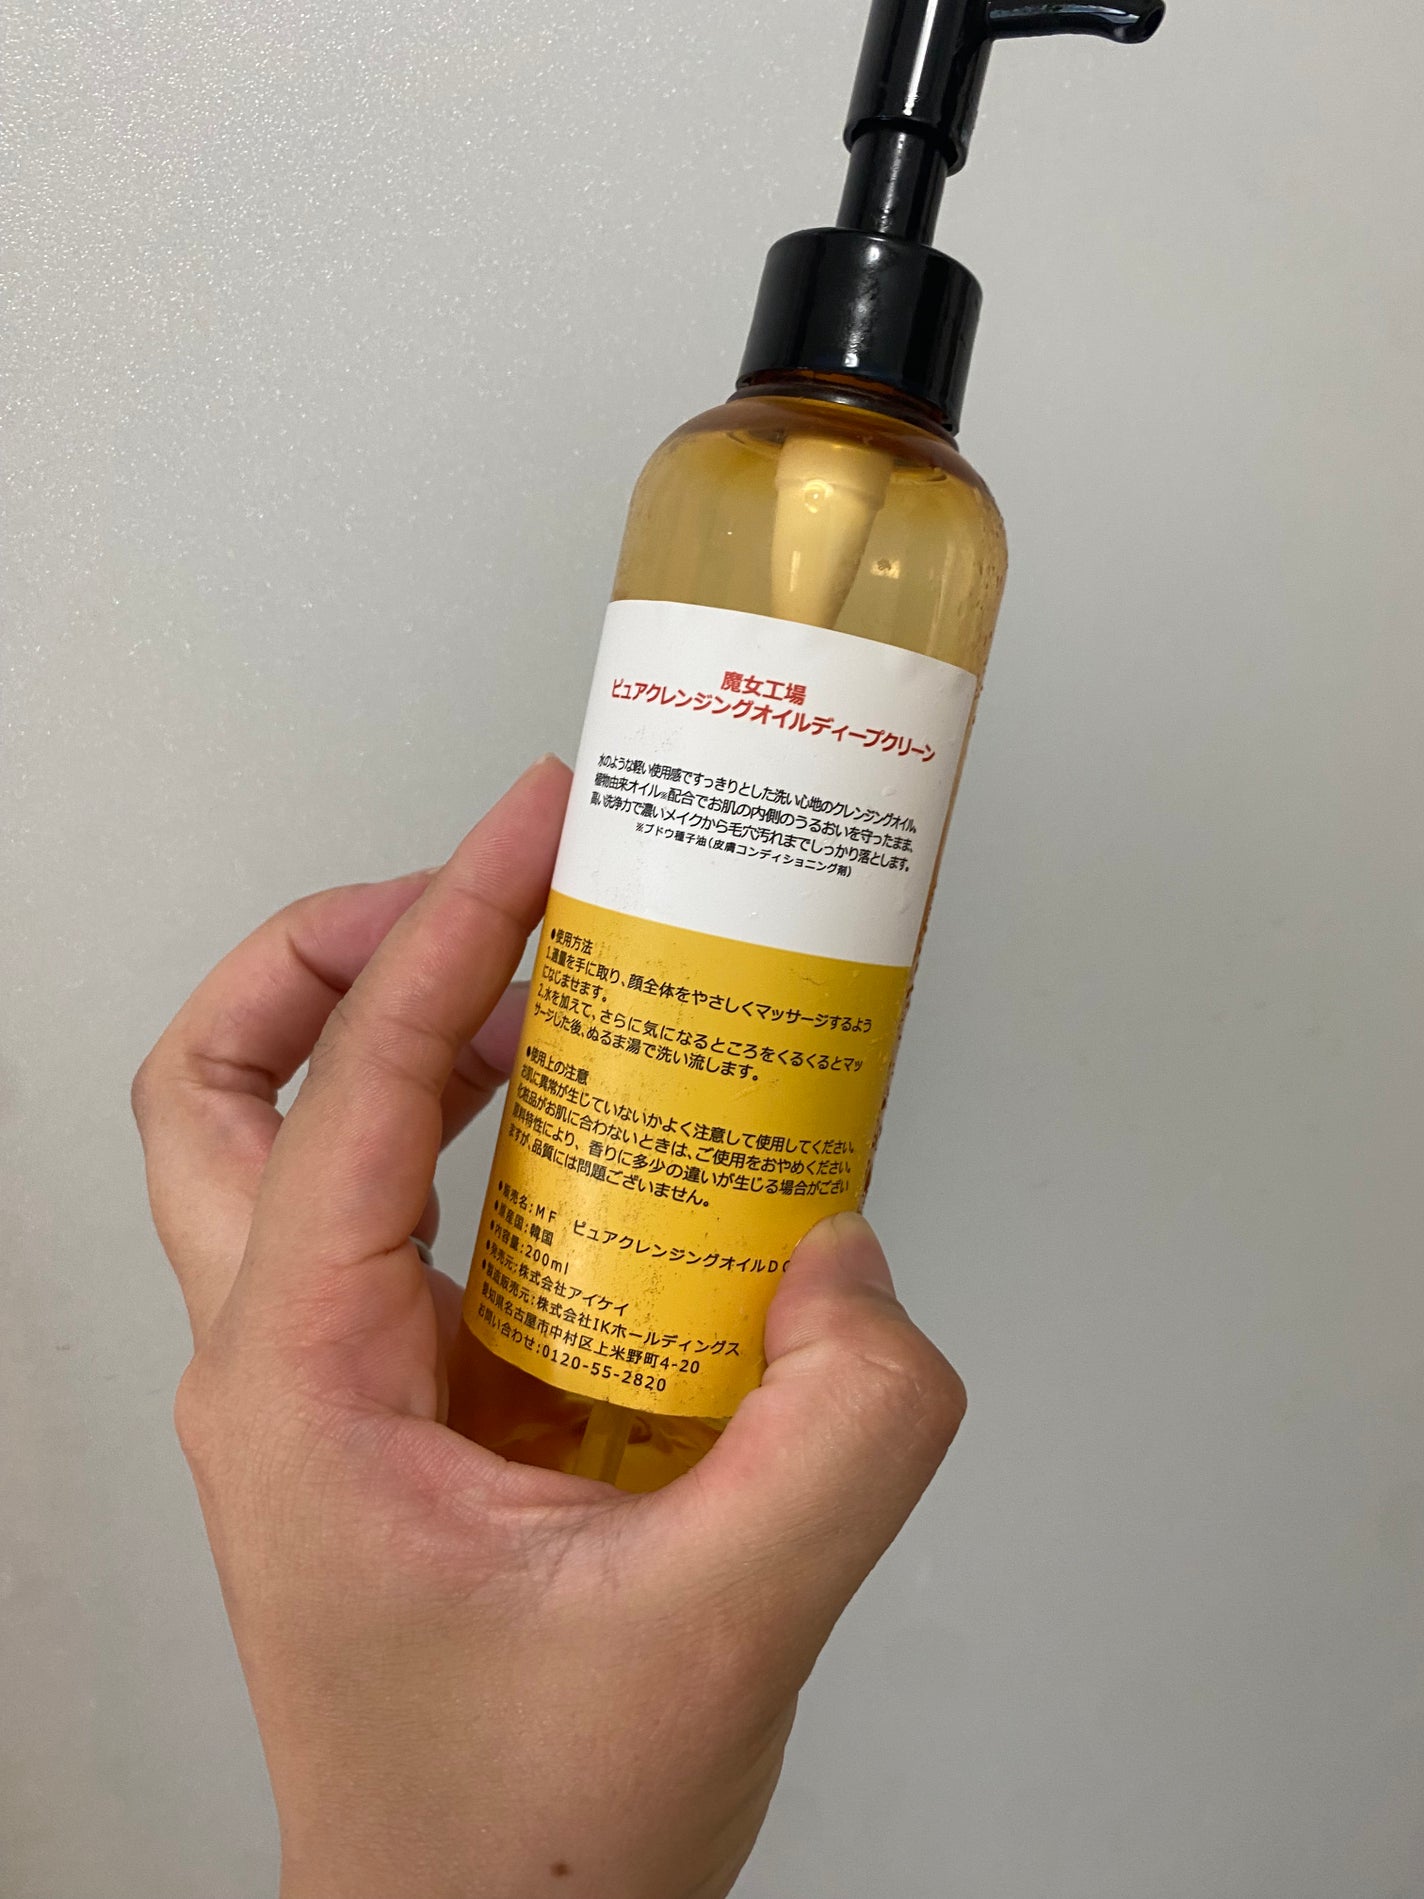 魔女工場
ピュアクレンジングオイルディープクリーン
水のような軽い使用感ですっきりとした洗い心地のクレンジングオイル。
植物由来オイル※配合でお肌の内側のうるおいを守ったまま、
高い洗浄力で濃いメイクから毛穴汚れまでしっかり落とします。
※ブドウ種子油(皮膚コンディショニング剤)
●使用方法
1.適量を手に取り、顔全体をやさしくマッサージするよう
になじませます。
2.水を加えて、さらに気になるところをくるくるとマッ
サージした後、ぬるま湯で洗い流します。
●使用上の注意
お肌に異常が生じていないかよく注意して使用してください。
化粧品がお肌に合わないときは、ご使用をおやめください。
原料特性により、香りに多少の違いが生じる場合がござい
ますが、品質には問題ございません。
●販売名:MF ピュアクレンジングオイルD
●原産国:韓国
●内容量:200ml
●発売元:株式会社アイケイ
●製造販売元:株式会社IKホールディングス
愛知県名古屋市中村区上米野町4-20
お問い合わせ:0120-55-2820